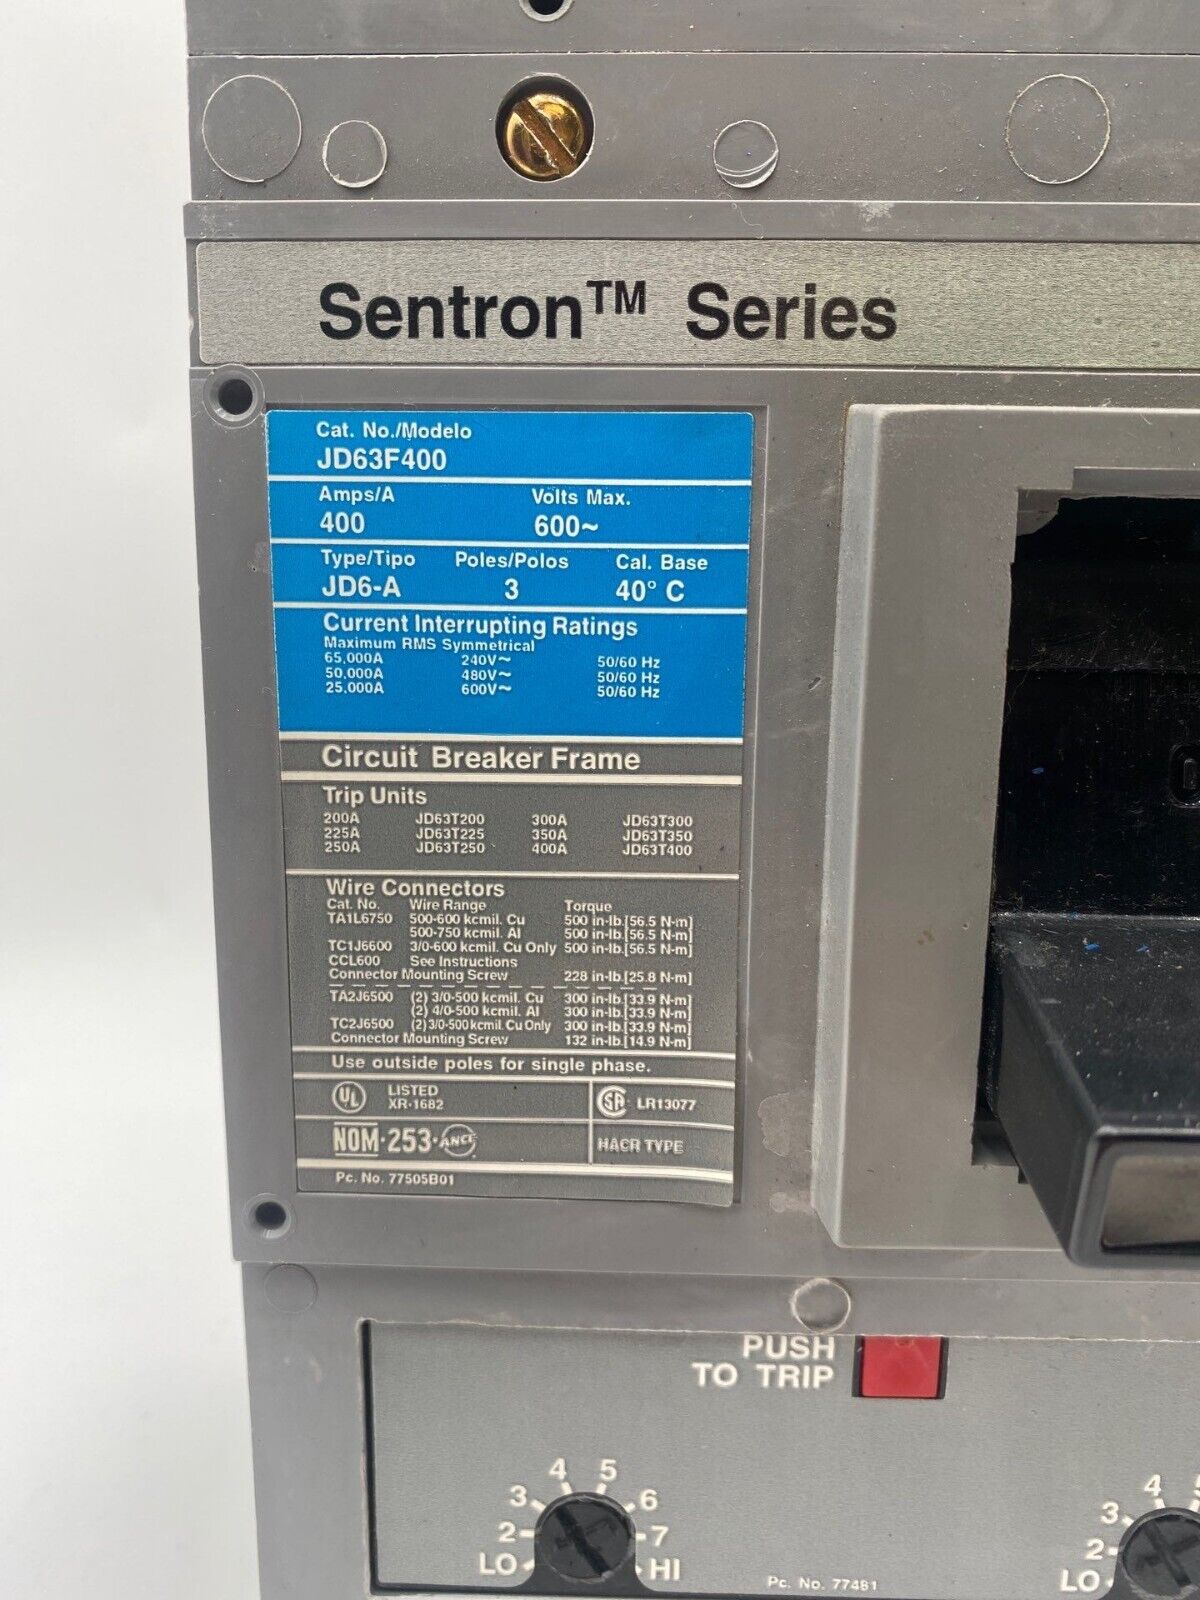 Sentron™ Series
Cat. No./Modelo
JD63F400
Amps/A Volts Max.
400 600~
Type/Tipo Poles/Polos Cal. Base
JD6-A 3 40° C
Current Interrupting Ratings
Maximum RMS Symmetrical
65,000A 240V~ 50/60 Hz
50,000A 480V~ 50/60 Hz
25,000A 600V~ 50/60 Hz
Circuit Breaker Frame
Trip Units
200A JD63T200 300A JD63T300
225A JD63T225 350A JD63T350
250A JD63T250 400A JD63T400
Wire Connectors
Cat. No. Wire Range Torque
TA1L6750 500-600 kcmil. Cu 500 in-lb.[56.5 N-m]
500-750 kcmil. Al 500 in-lb.[56.5 N-m]
TC1J6600 3/0-600 kcmil. Cu Only 500 in-lb.[56.5 N-m]
CCL600 See Instructions
Connector Mounting Screw 228 in-lb.[25.8 N-m]
TA2J6500 (2) 3/0-500 kcmil. Cu 300 in-lb.[33.9 N-m]
(2) 4/0-500 kcmil. Al 300 in-lb.[33.9 N-m]
TC2J6500 (2) 3/0-500 kcmil. Cu Only 300 in-lb.[33.9 N-m]
Connector Mounting Screw 132 in-lb.[14.9 N-m]
Use outside poles for single phase.
UL LISTED
XR-1682
SA LR13077
NOM-253-ANCE
HACR TYPE
Pc. No. 77505B01
PUSH
TO TRIP
LO 2 3 4 5 6 7 HI
Pc. No. 77481
LO 2 3 4